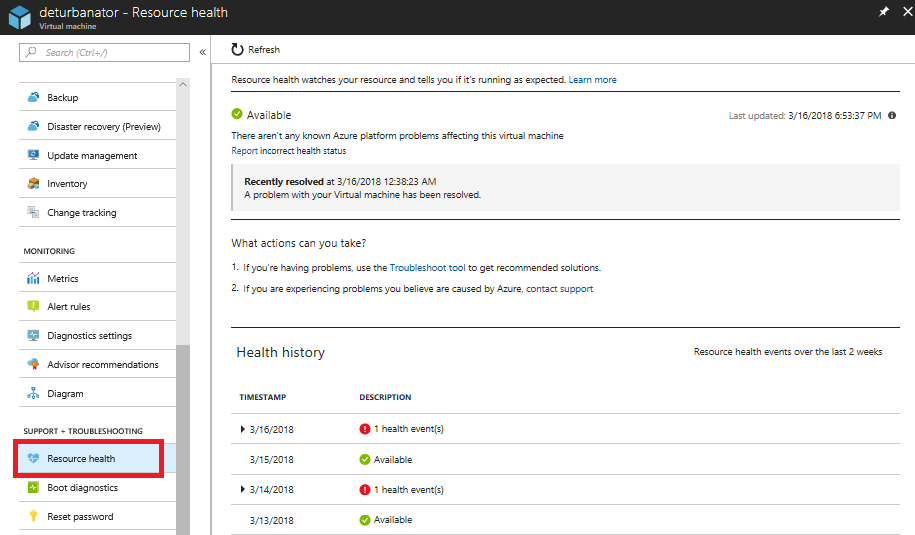 deturbanator - Resource health
Virtual machine
Search (Ctrl+/)
«
Backup
Disaster recovery (Preview)
Update management
Inventory
Change tracking
MONITORING
Metrics
Alert rules
Diagnostics settings
Advisor recommendations
Diagram
SUPPORT + TROUBLESHOOTING
Resource health
Boot diagnostics
Reset password
Refresh
Resource health watches your resource and tells you if it's running as expected. Learn more
Available
Last updated: 3/16/2018 6:53:37 PM
There aren't any known Azure platform problems affecting this virtual machine
Report incorrect health status
Recently resolved at 3/16/2018 12:38:23 AM
A problem with your Virtual machine has been resolved.
What actions can you take?
1. If you're having problems, use the Troubleshoot tool to get recommended solutions.
2. If you are experiencing problems you believe are caused by Azure, contact support
Health history
Resource health events over the last 2 weeks
TIMESTAMP DESCRIPTION
3/16/2018 1 health event(s)
3/15/2018 Available
3/14/2018 1 health event(s)
3/13/2018 Available